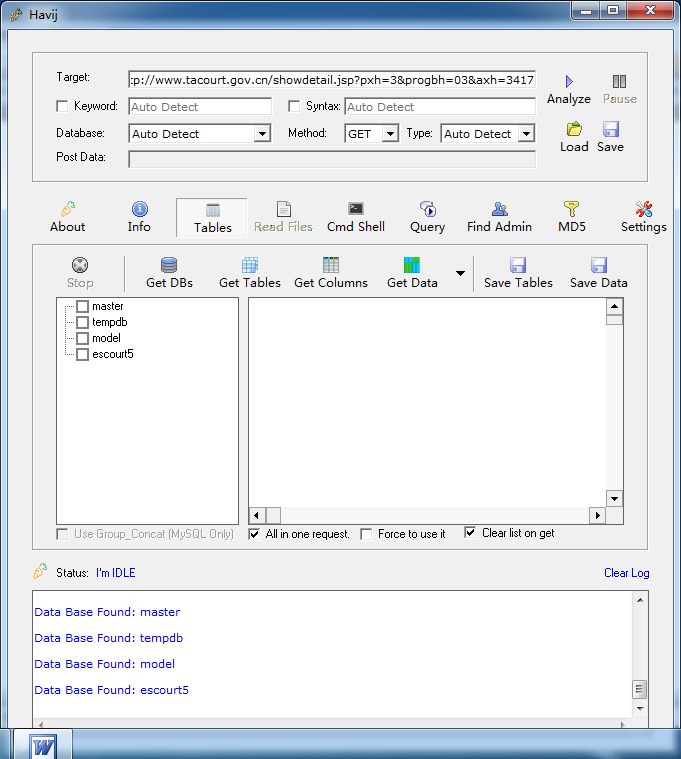 Havij
Target: :tp://www.tacourt.gov.cn/showdetail.jsp?pxh=3&progbh=03&axh=3417
Analyze Pause
Keyword: Auto Detect Syntax: Auto Detect
Database: Auto Detect Method: GET Type: Auto Detect
Load Save
Post Data:
About Info Tables Read Files Cmd Shell Query Find Admin MD5 Settings
Stop Get DBs Get Tables Get Columns Get Data Save Tables Save Data
master
tempdb
model
escourt5
Use Group_Concat (MySQL Only) All in one request. Force to use it Clear list on get
Status: I'm IDLE Clear Log
Data Base Found: master
Data Base Found: tempdb
Data Base Found: model
Data Base Found: escourt5
W